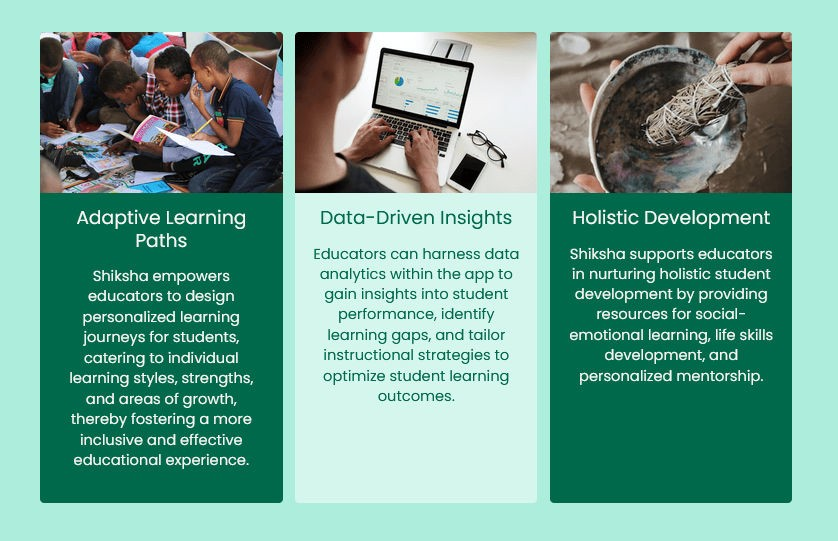 Adaptive Learning
Paths
Shiksha empowers
educators to design
personalized learning
journeys for students,
catering to individual
learning styles, strengths,
and areas of growth,
thereby fostering a more
inclusive and effective
educational experience.
Data-Driven Insights
Educators can harness data
analytics within the app to
gain insights into student
performance, identify
learning gaps, and tailor
instructional strategies to
optimize student learning
outcomes.
Holistic Development
Shiksha supports educators
in nurturing holistic student
development by providing
resources for social-
emotional learning, life skills
development, and
personalized mentorship.